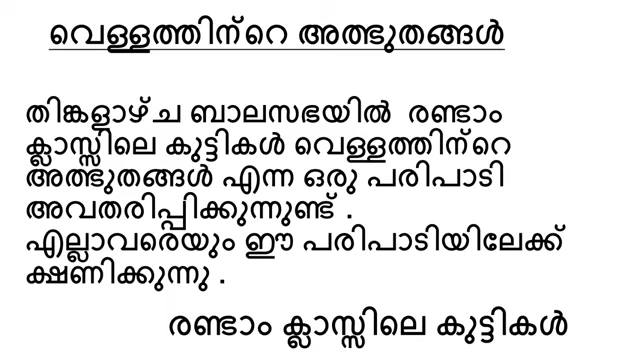 വെള്ളത്തിന്റെ അത്ഭുതങ്ങൾ
തിങ്കളാഴ്ച ബാലസഭയിൽ രണ്ടാം
ക്ലാസ്സിലെ കുട്ടികൾ വെള്ളത്തിന്റെ
അത്ഭുതങ്ങൾ എന്ന ഒരു പരിപാടി
അവതരിപ്പിക്കുന്നുണ്ട് .
എല്ലാവരെയും ഈ പരിപാടിയിലേക്ക്
ക്ഷണിക്കുന്നു .
രണ്ടാം ക്ലാസ്സിലെ കുട്ടികൾ